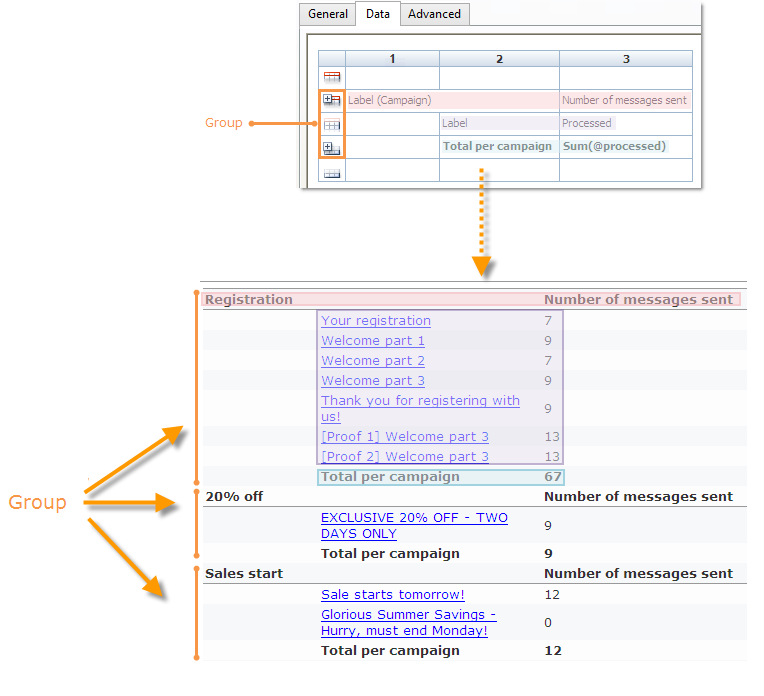 General Data Advanced
1 2 3
Label (Campaign) Number of messages sent
Group
Label Processed
Total per campaign Sum(@processed)
Registration Number of messages sent
Your registration 7
Welcome part 1 9
Welcome part 2 7
Welcome part 3 9
Thank you for registering with
us! 9
[Proof 1] Welcome part 3 13
[Proof 2] Welcome part 3 13
Total per campaign 67
Group
20% off Number of messages sent
EXCLUSIVE 20% OFF - TWO
DAYS ONLY 9
Total per campaign 9
Sales start Number of messages sent
Sale starts tomorrow! 12
Glorious Summer Savings -
Hurry, must end Monday! 0
Total per campaign 12